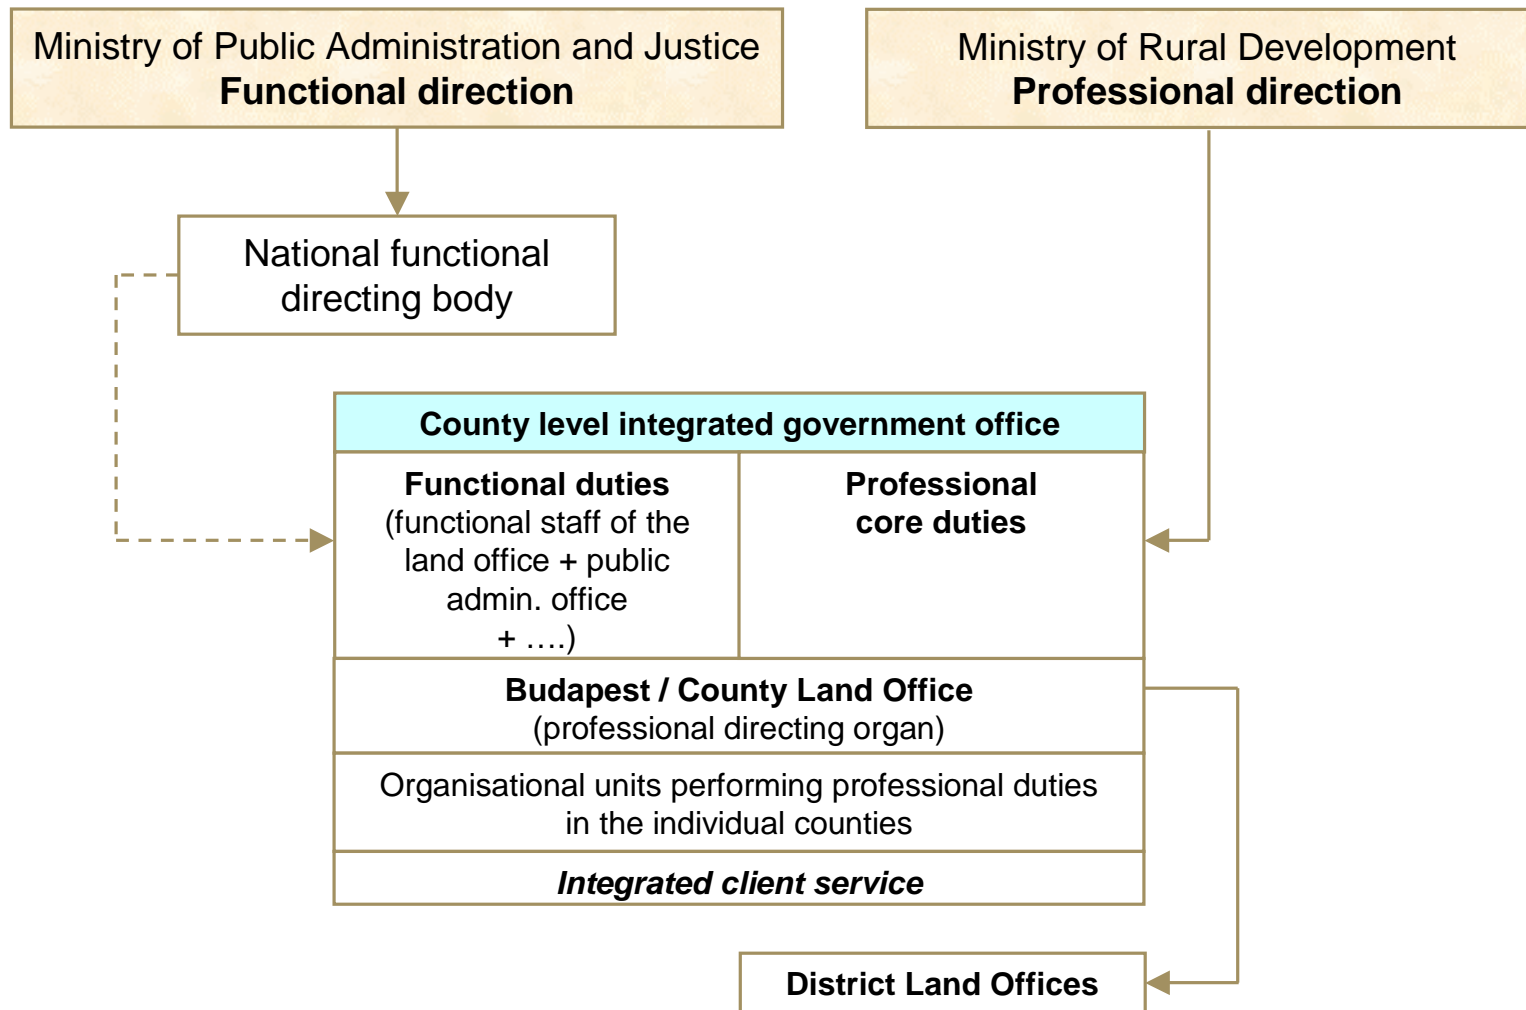 Ministry of Public Administration and Justice
Functional direction
Ministry of Rural Development
Professional direction
National functional
directing body
County level integrated government office
Functional duties
(functional staff of the
land office + public
admin. office
+ ....)
Professional
core duties
Budapest / County Land Office
(professional directing organ)
Organisational units performing professional duties
in the individual counties
Integrated client service
District Land Offices